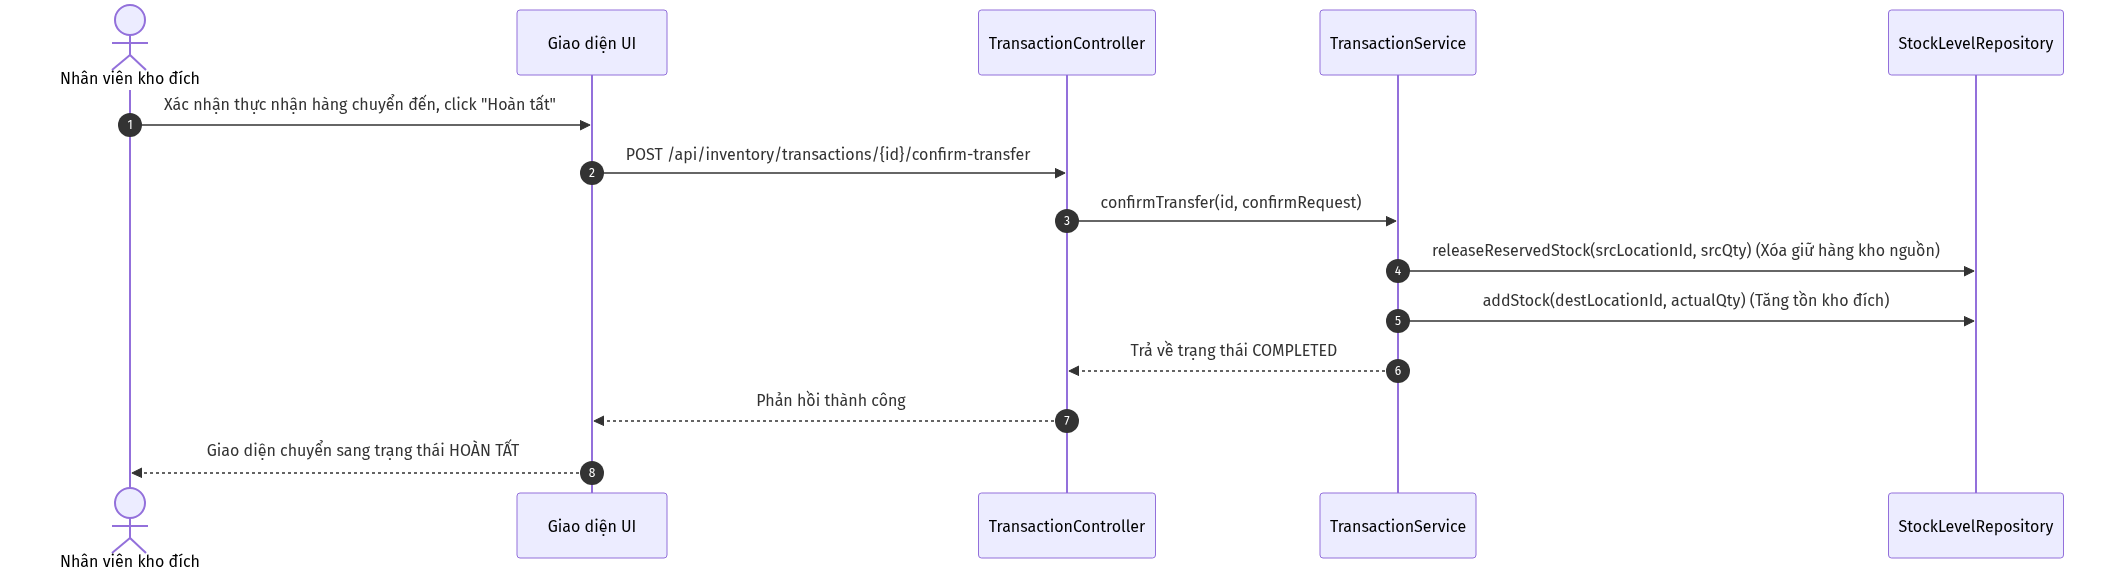 Giao diện UI
TransactionController
TransactionService
StockLevelRepository
Nhân viên kho đích
Xác nhận thực nhận hàng chuyển đến, click "Hoàn tất"
1
POST /api/inventory/transactions/{id}/confirm-transfer
2
confirmTransfer(id, confirmRequest)
3
releaseReservedStock(srcLocationId, srcQty) (Xóa giữ hàng kho nguồn)
4
addStock(destLocationId, actualQty) (Tăng tồn kho đích)
5
Trả về trạng thái COMPLETED
6
Phản hồi thành công
7
Giao diện chuyển sang trạng thái HOÀN TẤT
8
Giao diện UI
TransactionController
TransactionService
StockLevelRepository
Nhân viên kho đích